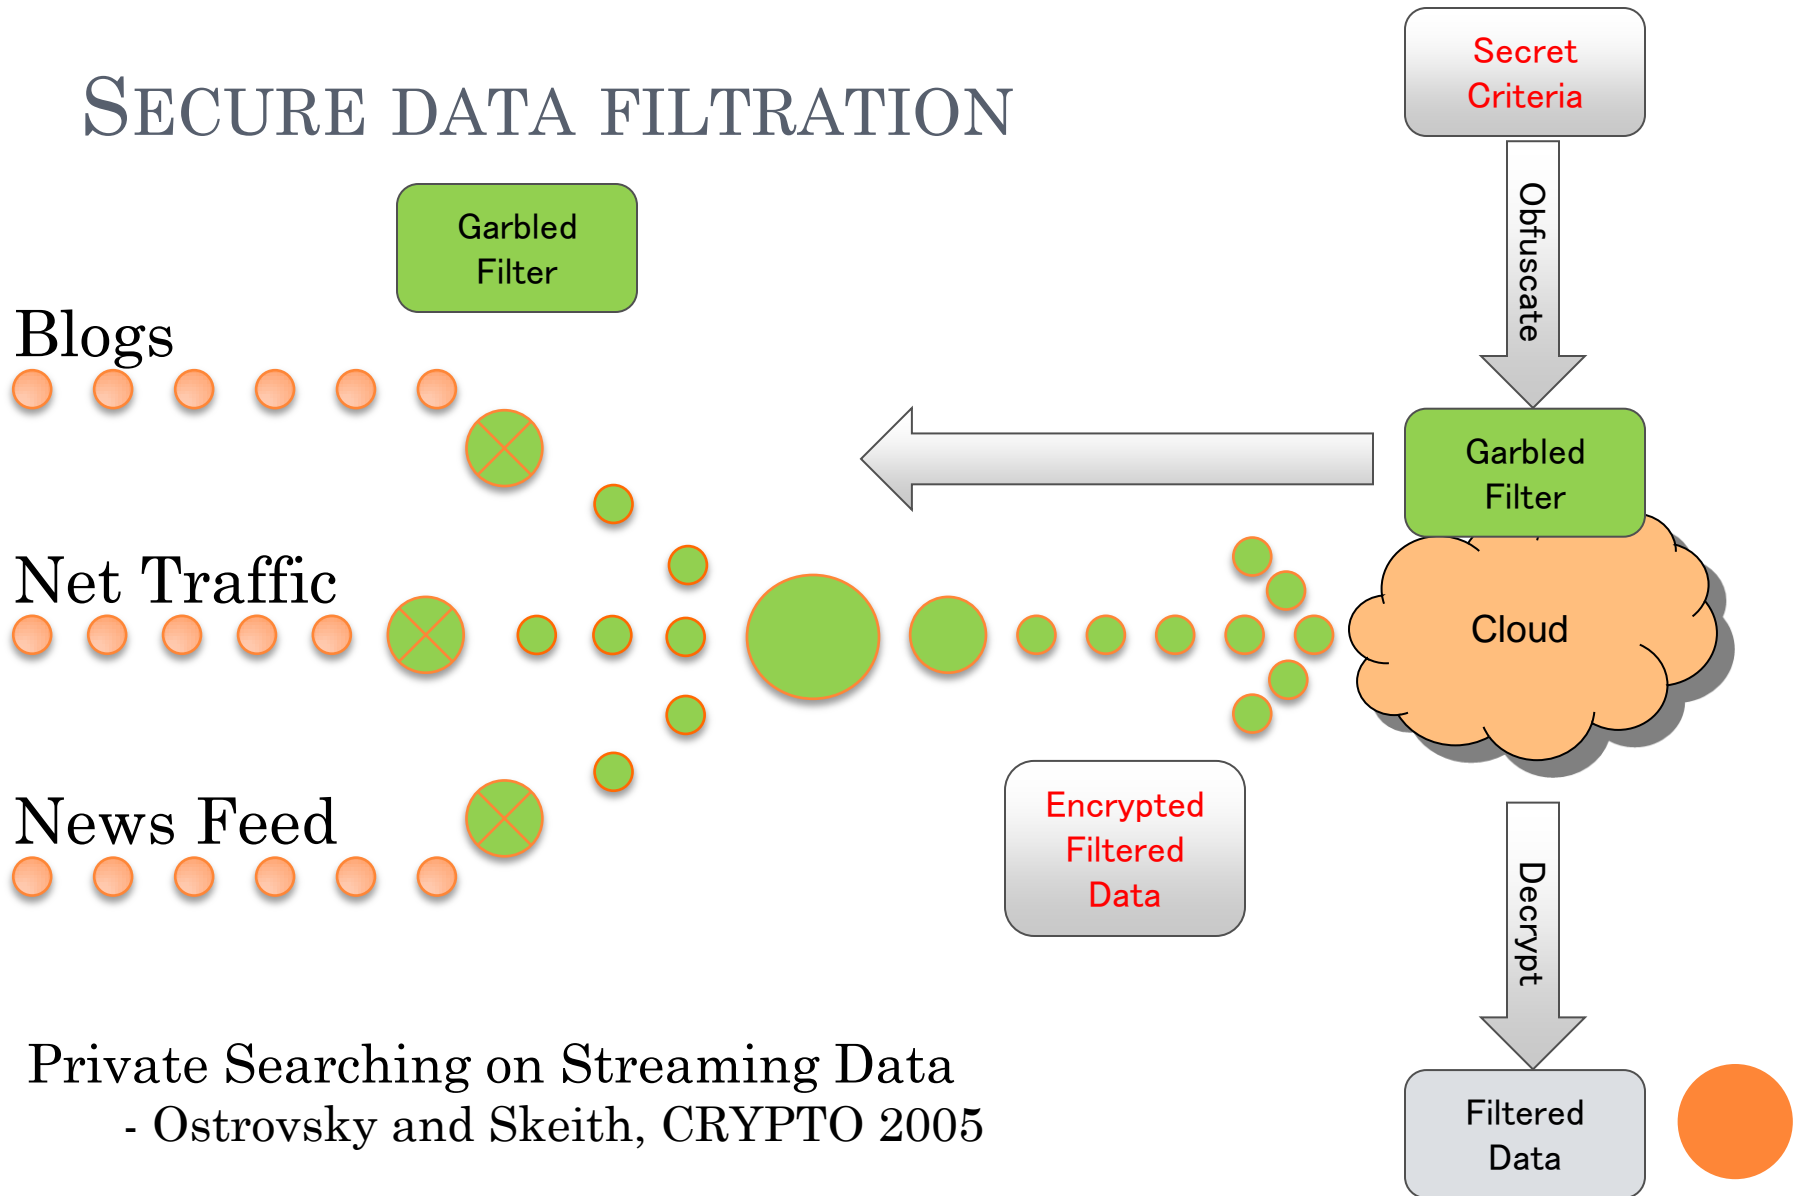 SECURE DATA FILTRATION
Secret
Criteria
Obfuscate
Garbled
Filter
Blogs
Garbled
Filter
Net Traffic
Cloud
News Feed
Encrypted
Filtered
Data
Decrypt
Private Searching on Streaming Data
- Ostrovsky and Skeith, CRYPTO 2005
Filtered
Data